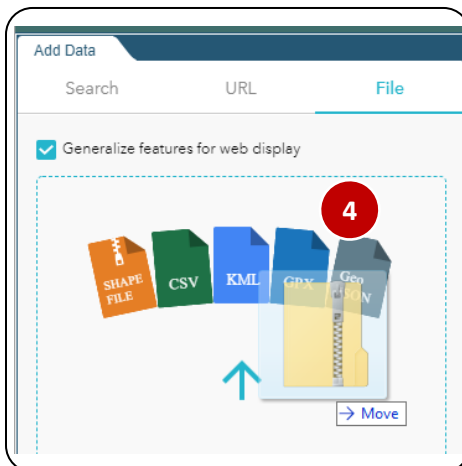 Add Data
Search URL File
Generalize features for web display
4
SHAPE
FILE
CSV
KML
GPX
Geo
JSON
→ Move